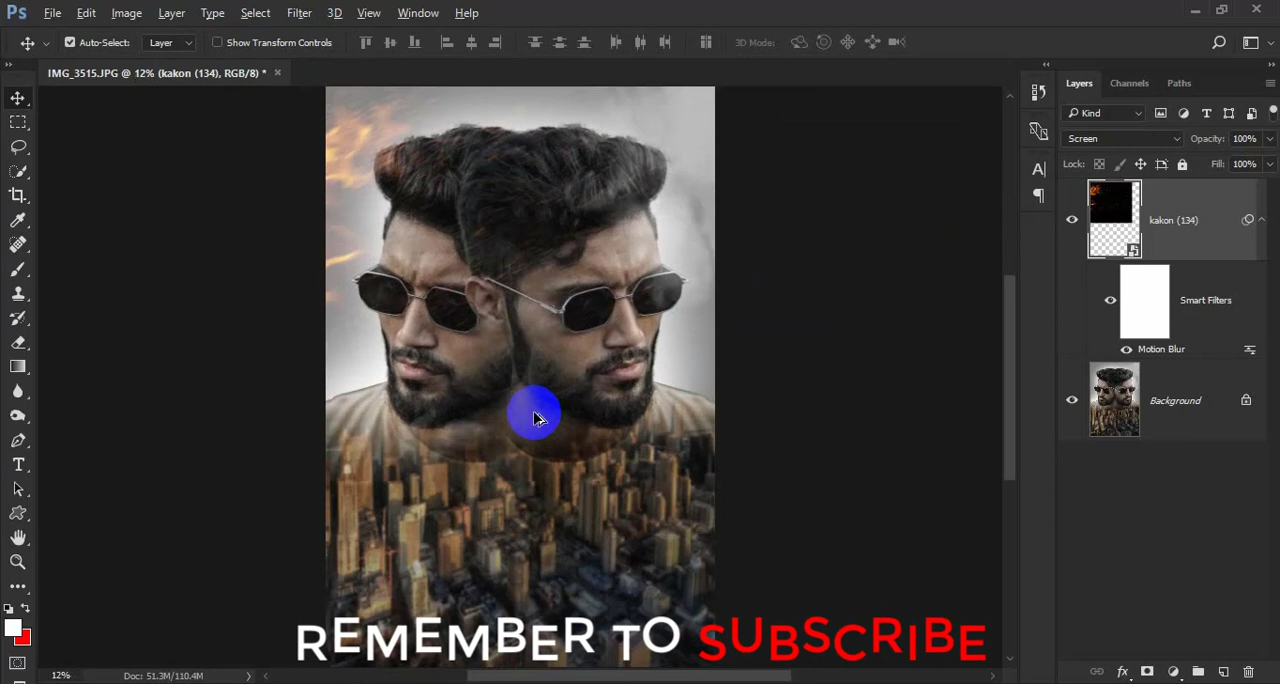 Ps File Edit Image Layer Type Select Filter 3D View Window Help
Auto-Select: Layer Show Transform Controls 3D Mode:
IMG_3515.JPG @ 12% (kakon (134), RGB/8) * ×
Layers Channels Paths
Kind
Screen Opacity: 100%
Lock: Fill: 100%
kakon (134)
Smart Filters
Motion Blur
Background
REMEMBER TO SUBSCRIBE
12% Doc: 51.3M/110.4M